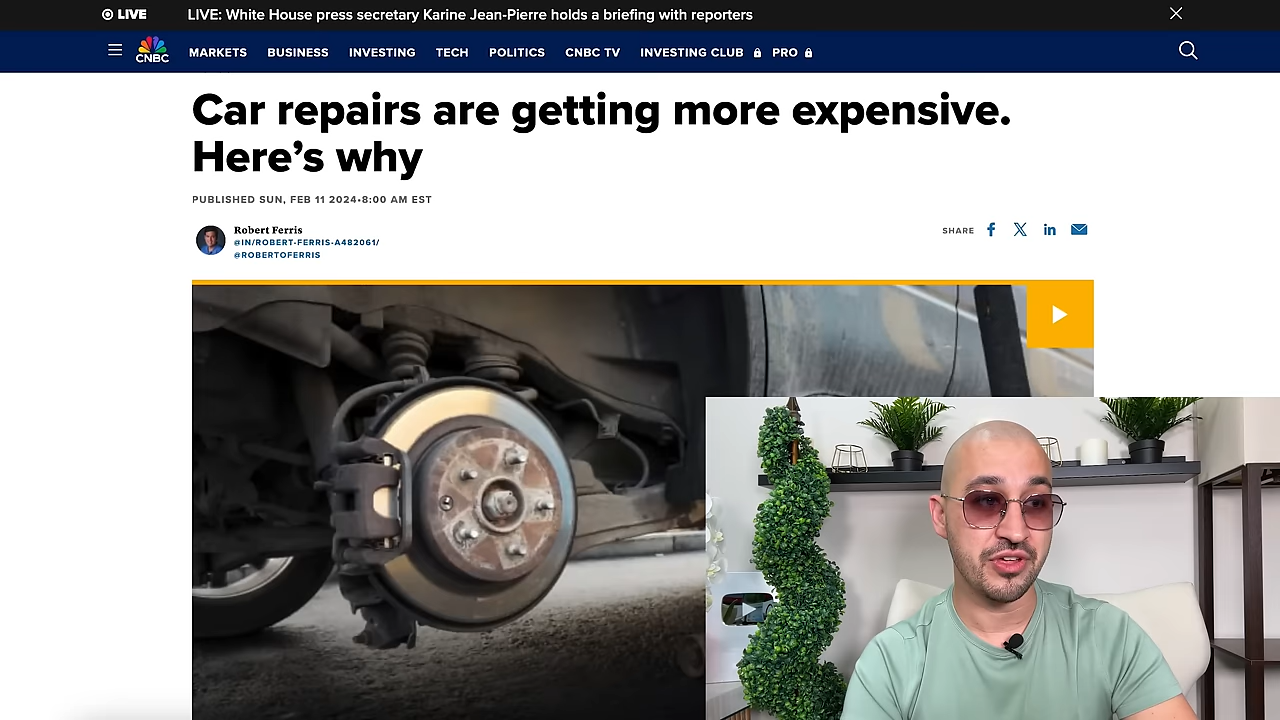 LIVE
LIVE: White House press secretary Karine Jean-Pierre holds a briefing with reporters
CNBC
MARKETS BUSINESS INVESTING TECH POLITICS CNBC TV INVESTING CLUB PRO
Car repairs are getting more expensive.
Here’s why
PUBLISHED SUN, FEB 11 2024•8:00 AM EST
Robert Ferris
@IN/ROBERT-FERRIS-A482061/
@ROBERTOFERRIS
SHARE